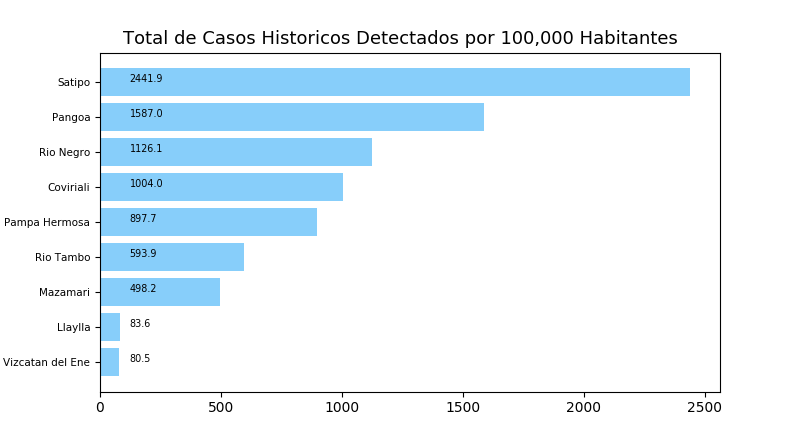 Total de Casos Historicos Detectados por 100,000 Habitantes
Satipo 2441.9
Pangoa 1587.0
Rio Negro 1126.1
Coviriali 1004.0
Pampa Hermosa 897.7
Rio Tambo 593.9
Mazamari 498.2
Llaylla 83.6
Vizcatan del Ene 80.5
0 500 1000 1500 2000 2500